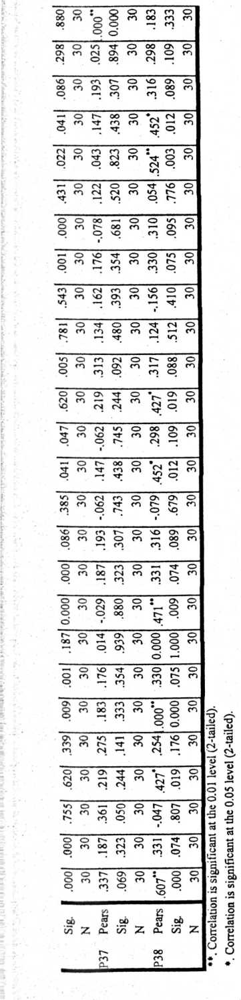 Sig. .000 .000 .755 .620 .339 .009 .001 .187 0.000 .000 .086 .385 .041 .047 .620 .005 .781 .543 .001 .000 .431 .022 .041 .086 .298 .880
N 30 30 30 30 30 30 30 30 30 30 30 30 30 30 30 30 30 30 30 30 30 30 30 30 30 30
P37 Pears .337 .187 .361 .219 .275 .183 .176 .014 -.029 .187 .193 -.062 .147 -.062 .219 .313 .134 .162 .176 -.078 .122 .043 .147 .193 .025 .000**
Sig. .069 .323 .050 .244 .141 .333 .354 .939 .880 .323 .307 .743 .438 .745 .244 .092 .480 .393 .354 .681 .520 .823 .438 .307 .894 0.000
N 30 30 30 30 30 30 30 30 30 30 30 30 30 30 30 30 30 30 30 30 30 30 30 30 30 30
P38 Pears .607** .331 -.047 .427* .254 .000** .330 0.000 .471** .331 .316 -.079 .452* .298 .427* .317 .124 -.156 .330 .310 .054 .524** .452* .316 .298 .183
Sig. .000 .074 .807 .019 .176 0.000 .075 1.000 .009 .074 .089 .679 .012 .109 .019 .088 .512 .410 .075 .095 .776 .003 .012 .089 .109 .333
N 30 30 30 30 30 30 30 30 30 30 30 30 30 30 30 30 30 30 30 30 30 30 30 30 30 30
**. Correlation is significant at the 0.01 level (2-tailed).
*. Correlation is significant at the 0.05 level (2-tailed).